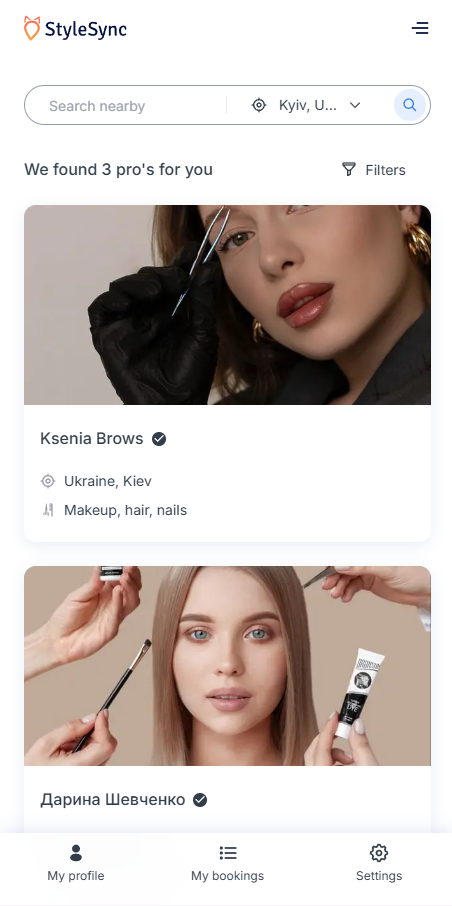 StyleSync
Search nearby
Kyiv, U...
We found 3 pro's for you
Filters
Ksenia Brows
Ukraine, Kiev
Makeup, hair, nails
Дарина Шевченко
My profile
My bookings
Settings